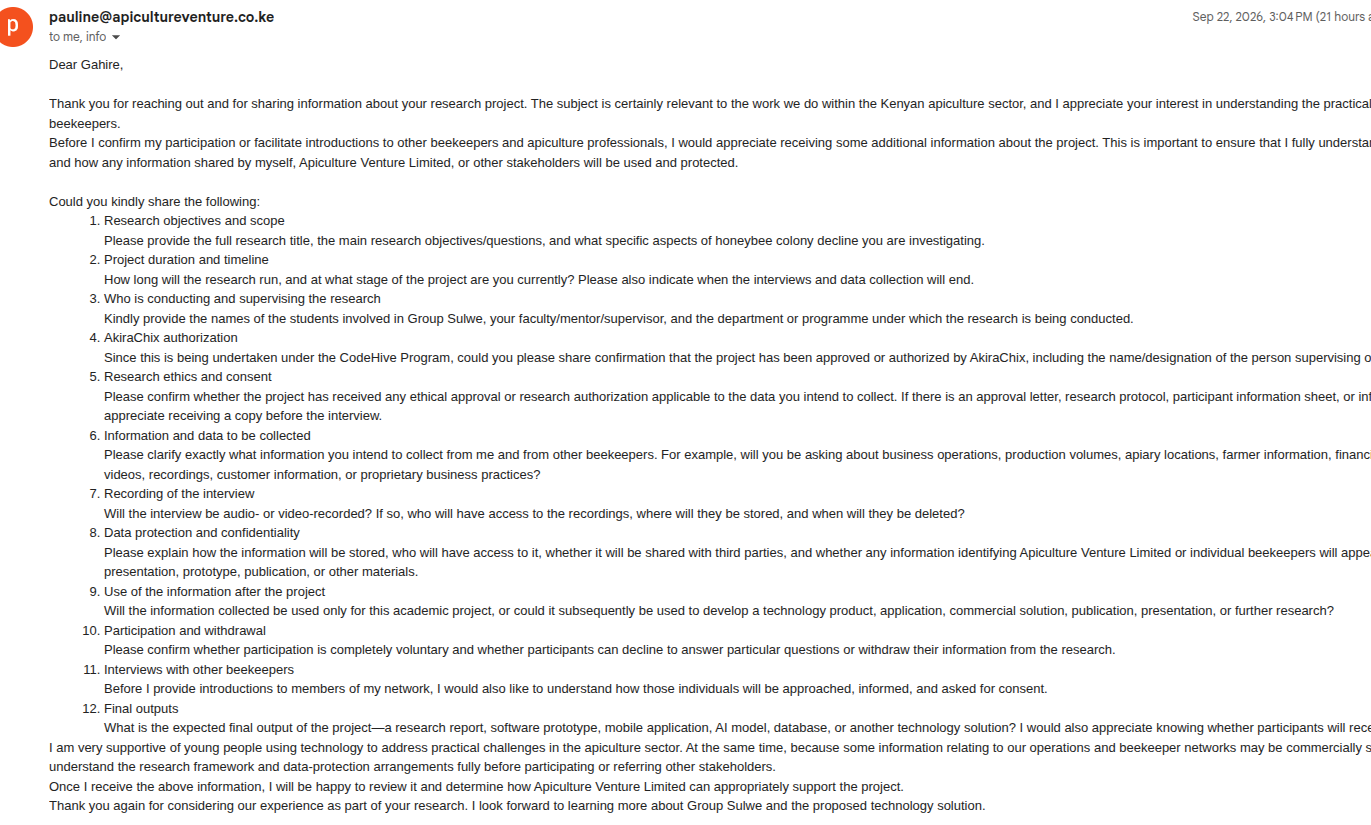 p
pauline@apicultureventure.co.ke
Sep 22, 2026, 3:04 PM (21 hours a
to me, info
Dear Gahire,
Thank you for reaching out and for sharing information about your research project. The subject is certainly relevant to the work we do within the Kenyan apiculture sector, and I appreciate your interest in understanding the practical
beekeepers.
Before I confirm my participation or facilitate introductions to other beekeepers and apiculture professionals, I would appreciate receiving some additional information about the project. This is important to ensure that I fully understan
and how any information shared by myself, Apiculture Venture Limited, or other stakeholders will be used and protected.
Could you kindly share the following:
1. Research objectives and scope
Please provide the full research title, the main research objectives/questions, and what specific aspects of honeybee colony decline you are investigating.
2. Project duration and timeline
How long will the research run, and at what stage of the project are you currently? Please also indicate when the interviews and data collection will end.
3. Who is conducting and supervising the research
Kindly provide the names of the students involved in Group Sulwe, your faculty/mentor/supervisor, and the department or programme under which the research is being conducted.
4. AkiraChix authorization
Since this is being undertaken under the CodeHive Program, could you please share confirmation that the project has been approved or authorized by AkiraChix, including the name/designation of the person supervising o
5. Research ethics and consent
Please confirm whether the project has received any ethical approval or research authorization applicable to the data you intend to collect. If there is an approval letter, research protocol, participant information sheet, or inf
appreciate receiving a copy before the interview.
6. Information and data to be collected
Please clarify exactly what information you intend to collect from me and from other beekeepers. For example, will you be asking about business operations, production volumes, apiary locations, farmer information, financi
videos, recordings, customer information, or proprietary business practices?
7. Recording of the interview
Will the interview be audio- or video-recorded? If so, who will have access to the recordings, where will they be stored, and when will they be deleted?
8. Data protection and confidentiality
Please explain how the information will be stored, who will have access to it, whether it will be shared with third parties, and whether any information identifying Apiculture Venture Limited or individual beekeepers will appea
presentation, prototype, publication, or other materials.
9. Use of the information after the project
Will the information collected be used only for this academic project, or could it subsequently be used to develop a technology product, application, commercial solution, publication, presentation, or further research?
10. Participation and withdrawal
Please confirm whether participation is completely voluntary and whether participants can decline to answer particular questions or withdraw their information from the research.
11. Interviews with other beekeepers
Before I provide introductions to members of my network, I would also like to understand how those individuals will be approached, informed, and asked for consent.
12. Final outputs
What is the expected final output of the project—a research report, software prototype, mobile application, AI model, database, or another technology solution? I would also appreciate knowing whether participants will rece
I am very supportive of young people using technology to address practical challenges in the apiculture sector. At the same time, because some information relating to our operations and beekeeper networks may be commercially s
understand the research framework and data-protection arrangements fully before participating or referring other stakeholders.
Once I receive the above information, I will be happy to review it and determine how Apiculture Venture Limited can appropriately support the project.
Thank you again for considering our experience as part of your research. I look forward to learning more about Group Sulwe and the proposed technology solution.